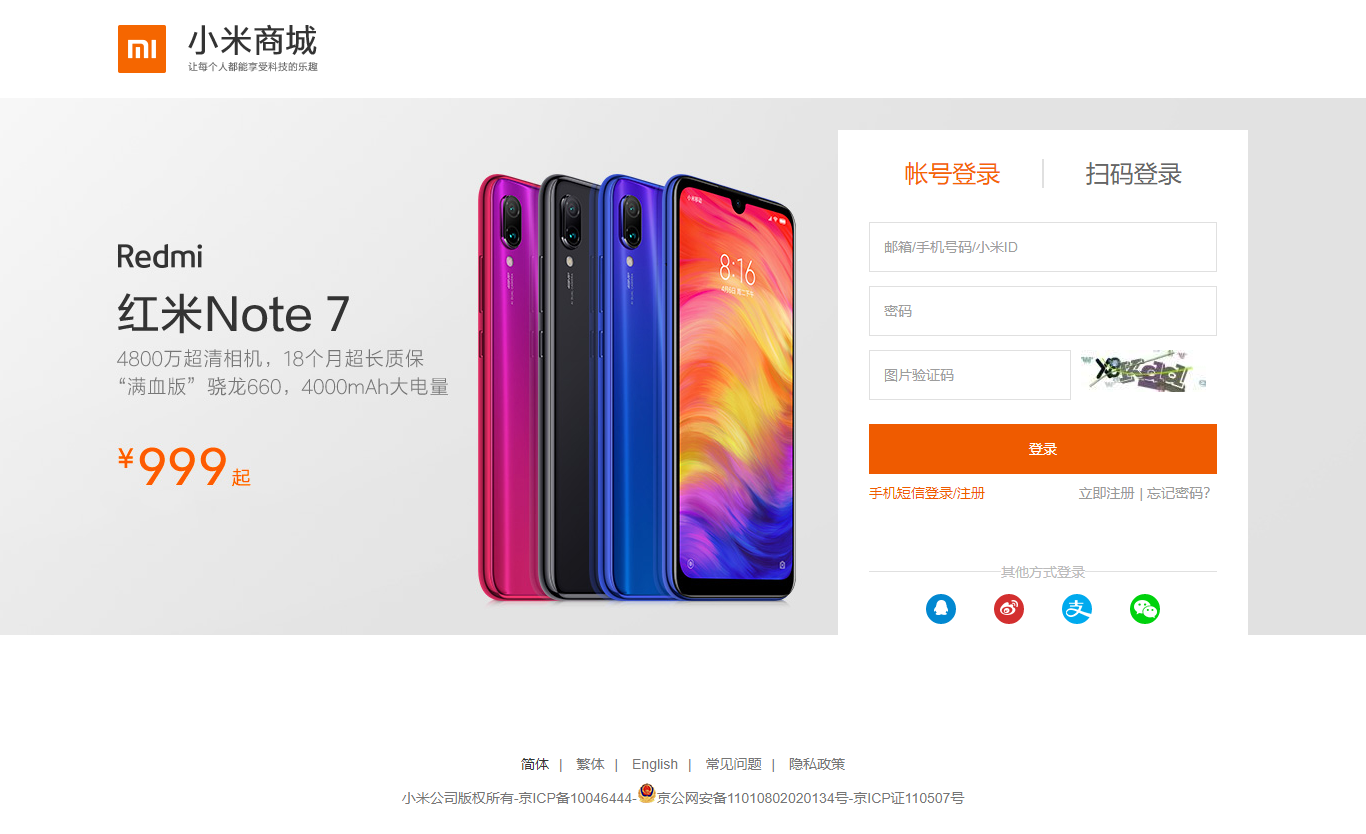 小米商城
让每个人都能享受科技的乐趣
帐号登录
扫码登录
邮箱/手机号码/小米ID
密码
图片验证码
登录
手机短信登录/注册
立即注册 | 忘记密码?
其他方式登录
Redmi
红米Note 7
4800万超清相机，18个月超长质保
“满血版”骁龙660，4000mAh大电量
¥999起
8:16
简体 | 繁体 | English | 常见问题 | 隐私政策
小米公司版权所有-京ICP备10046444-京公网安备11010802020134号-京ICP证110507号